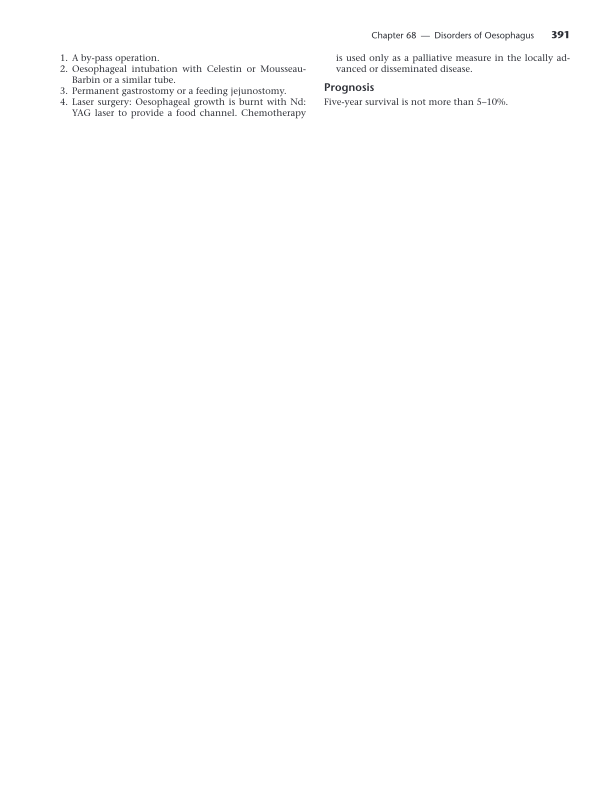 Chapter 68 — Disorders of Oesophagus 391
1. A by-pass operation.
2. Oesophageal intubation with Celestin or Mousseau-
Barbin or a similar tube.
3. Permanent gastrostomy or a feeding jejunostomy.
4. Laser surgery: Oesophageal growth is burnt with Nd:
YAG laser to provide a food channel. Chemotherapy
is used only as a palliative measure in the locally ad-
vanced or disseminated disease.
Prognosis
Five-year survival is not more than 5–10%.